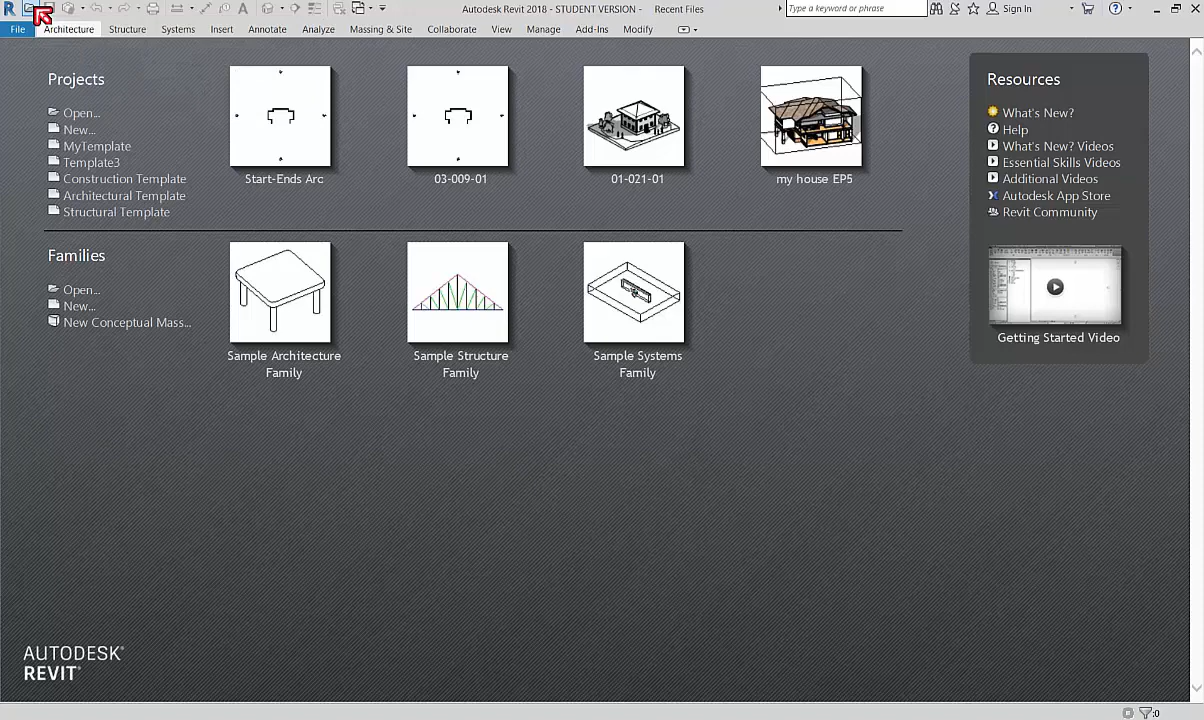 Autodesk Revit 2018 - STUDENT VERSION - Recent Files
Type a keyword or phrase
Sign In
File Architecture Structure Systems Insert Annotate Analyze Massing & Site Collaborate View Manage Add-Ins Modify
Projects
Open...
New...
MyTemplate
Template3
Construction Template
Architectural Template
Structural Template
Start-Ends Arc
03-009-01
01-021-01
my house EP5
Families
Open...
New...
New Conceptual Mass...
Sample Architecture
Family
Sample Structure
Family
Sample Systems
Family
Resources
What's New?
Help
What's New? Videos
Essential Skills Videos
Additional Videos
Autodesk App Store
Revit Community
Getting Started Video
AUTODESK®
REVIT®
:0